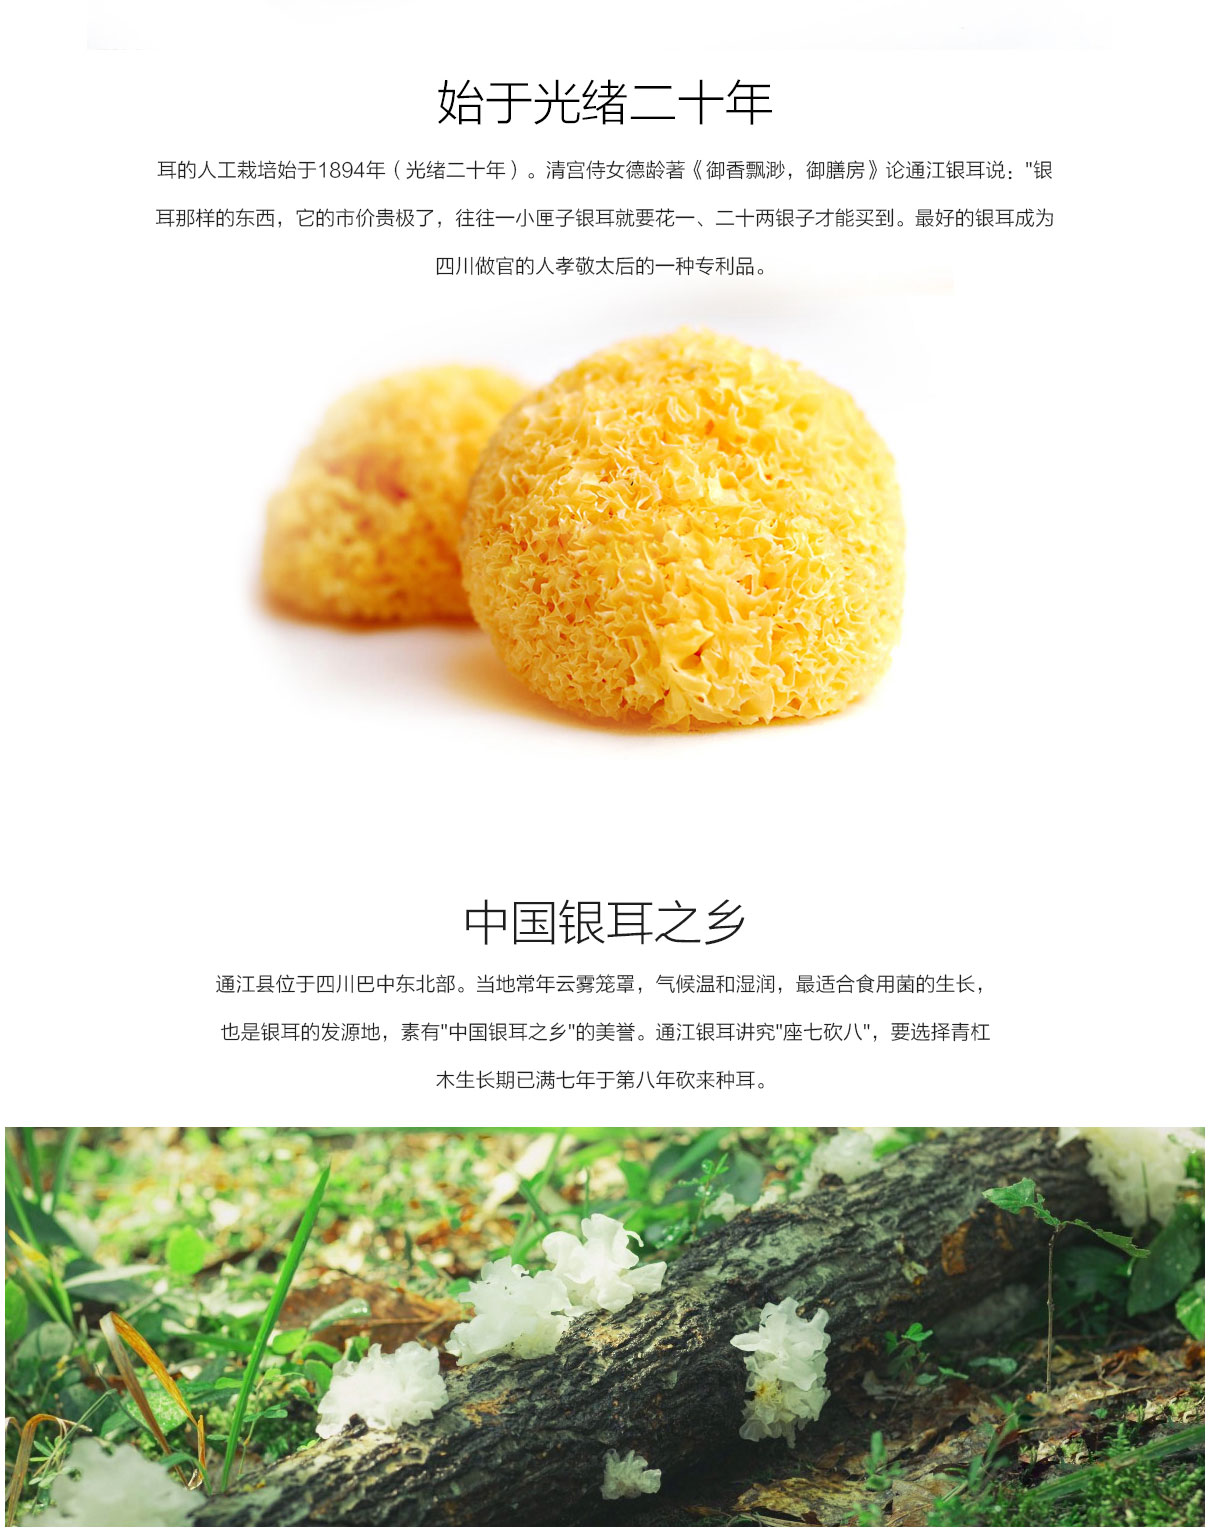 始于光绪二十年
耳的人工栽培始于1894年（光绪二十年）。清宫侍女德龄著《御香飘渺，御膳房》论通江银耳说："银
耳那样的东西，它的市价贵极了，往往一小匣子银耳就要花一、二十两银子才能买到。最好的银耳成为
四川做官的人孝敬太后的一种专利品。
中国银耳之乡
通江县位于四川巴中东北部。当地常年云雾笼罩，气候温和湿润，最适合食用菌的生长，
也是银耳的发源地，素有"中国银耳之乡"的美誉。通江银耳讲究"座七砍八"，要选择青杠
木生长期已满七年于第八年砍来种耳。